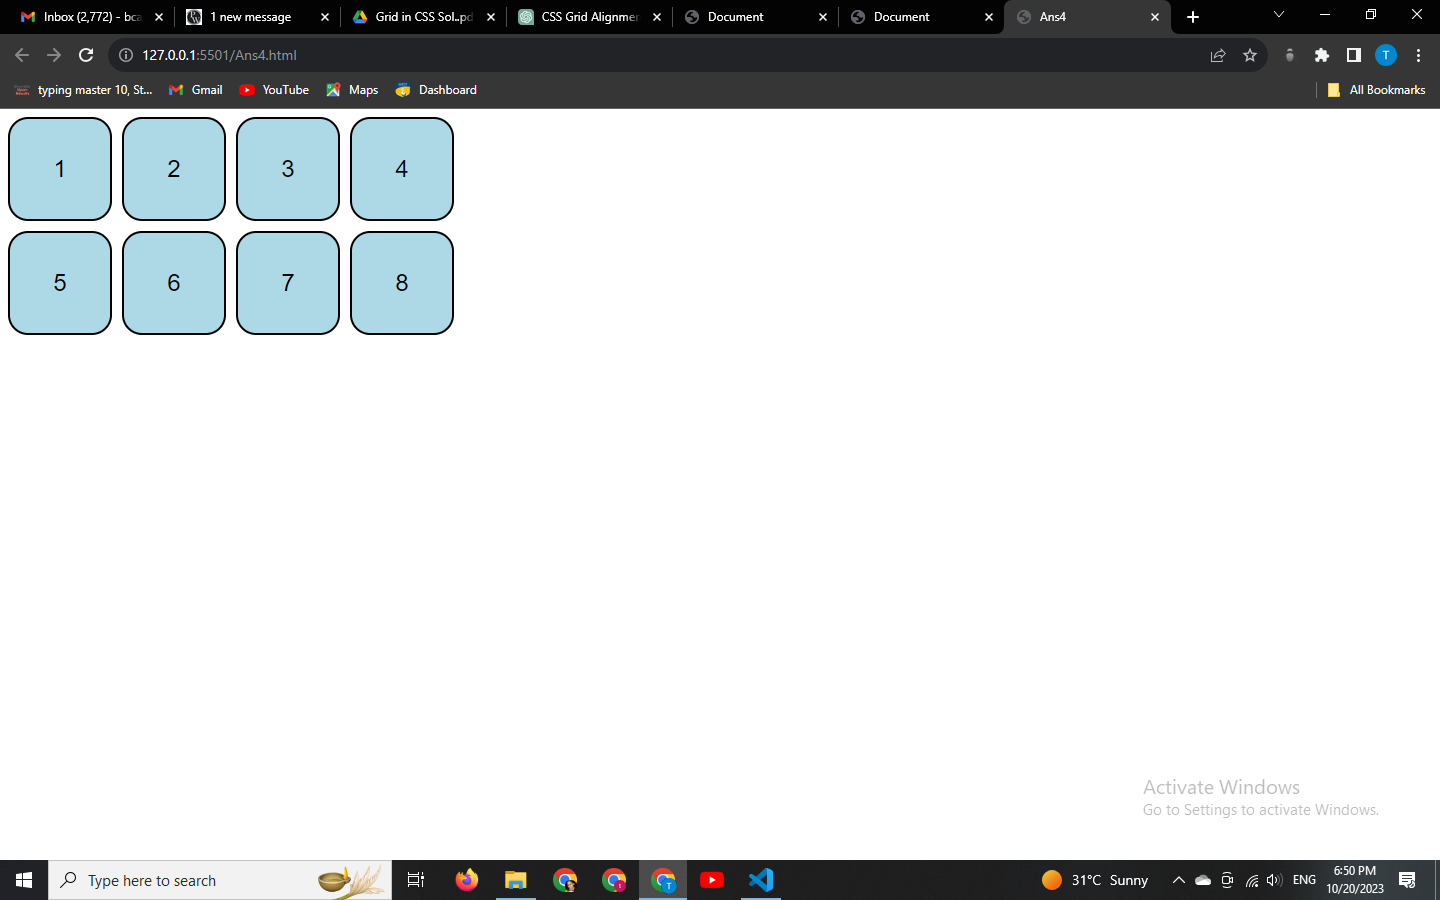 Inbox (2,772) - bca
1 new message
Grid in CSS Sol...pd
CSS Grid Alignmen
Document
Document
Ans4
127.0.0.1:5501/Ans4.html
T
typing master 10, St...
Gmail
YouTube
Maps
Dashboard
All Bookmarks
1 2 3 4
5 6 7 8
Activate Windows
Go to Settings to activate Windows.
Type here to search
31°C Sunny
ENG
6:50 PM
10/20/2023